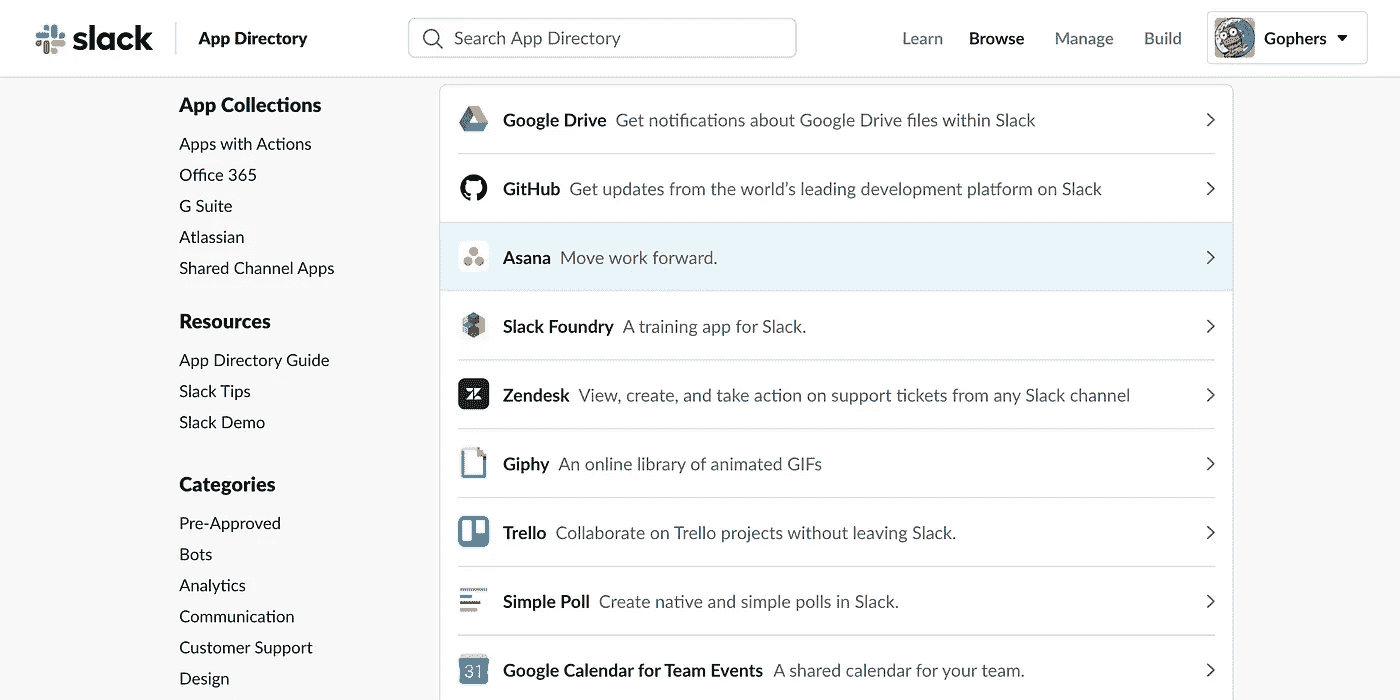 slack App Directory Search App Directory Learn Browse Manage Build Gophers
App Collections
Apps with Actions
Office 365
G Suite
Atlassian
Shared Channel Apps
Resources
App Directory Guide
Slack Tips
Slack Demo
Categories
Pre-Approved
Bots
Analytics
Communication
Customer Support
Design
Google Drive Get notifications about Google Drive files within Slack
GitHub Get updates from the world’s leading development platform on Slack
Asana Move work forward.
Slack Foundry A training app for Slack.
Zendesk View, create, and take action on support tickets from any Slack channel
Giphy An online library of animated GIFs
Trello Collaborate on Trello projects without leaving Slack.
Simple Poll Create native and simple polls in Slack.
31 Google Calendar for Team Events A shared calendar for your team.